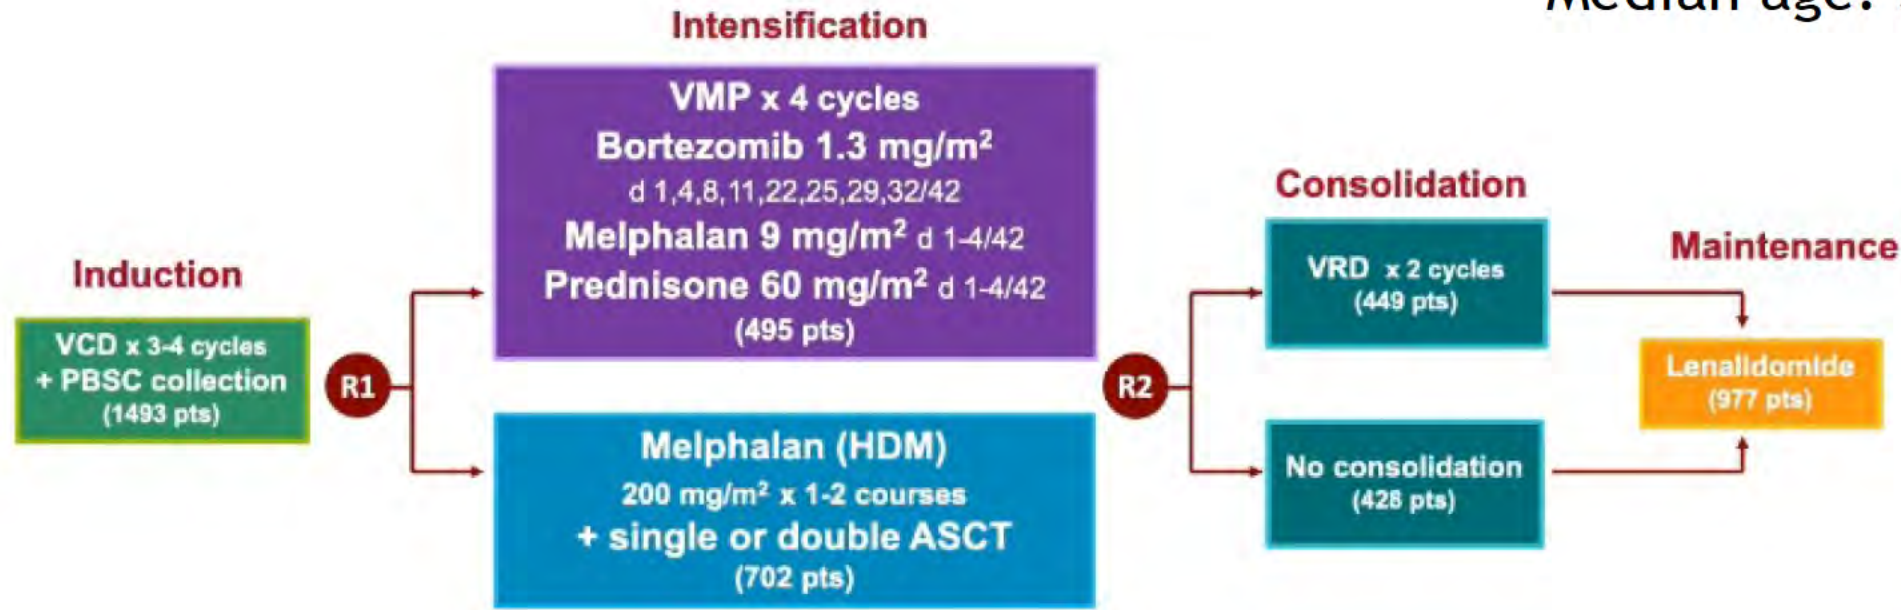 Median age:
Intensification
VMP x 4 cycles
Bortezomib 1.3 mg/m²
d 1,4,8,11,22,25,29,32/42
Melphalan 9 mg/m² d 1-4/42
Prednisone 60 mg/m² d 1-4/42
(495 pts)
Induction
VCD x 3-4 cycles
+ PBSC collection
(1493 pts)
R1
Melphalan (HDM)
200 mg/m² x 1-2 courses
+ single or double ASCT
(702 pts)
R2
Consolidation
VRD x 2 cycles
(449 pts)
No consolidation
(428 pts)
Maintenance
Lenalidomide
(977 pts)